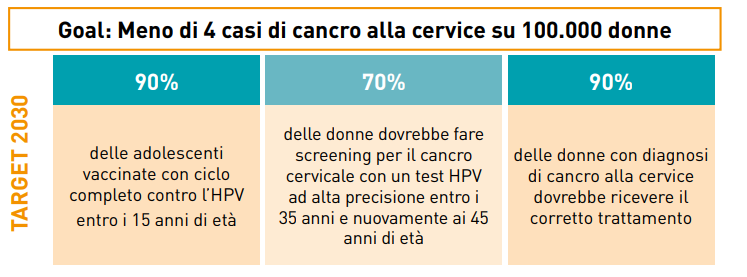 Goal: Meno di 4 casi di cancro alla cervice su 100.000 donne
TARGET 2030
90%
delle adolescenti
vaccinate con ciclo
completo contro l'HPV
entro i 15 anni di età
70%
delle donne dovrebbe fare
screening per il cancro
cervicale con un test HPV
ad alta precisione entro i
35 anni e nuovamente ai 45
anni di età
90%
delle donne con diagnosi
di cancro alla cervice
dovrebbe ricevere il
corretto trattamento